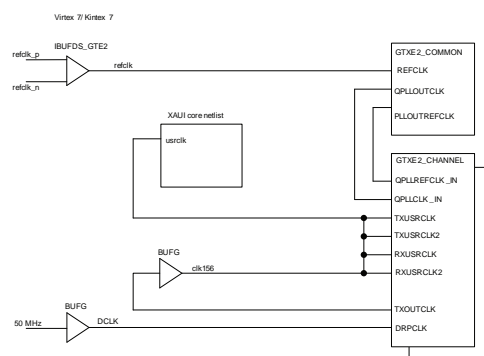 Virtex 7/ Kintex 7
IBUFDS_GTE2
refclk_p
refclk_n
refclk
GTXE2_COMMON
REFCLK
QPLLOUTCLK
PLLOUTREFCLK
XAUI core netlist
usrclk
GTXE2_CHANNEL
QPLLREFCLK_IN
QPLLCLK_IN
TXUSRCLK
TXUSRCLK2
RXUSRCLK
RXUSRCLK2
BUFG
clk156
TXOUTCLK
BUFG
50 MHz
DCLK
DRPCLK